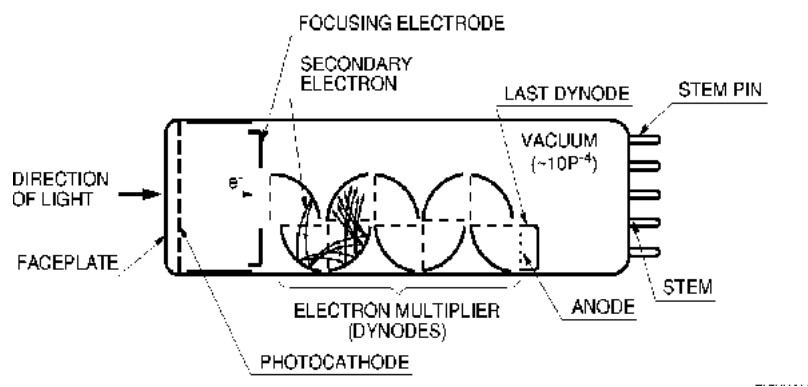 FOCUSING ELECTRODE
SECONDARY
ELECTRON
LAST DYNODE
STEM PIN
VACUUM
(~10P⁻⁴)
DIRECTION
OF LIGHT
e⁻
FACEPLATE
ELECTRON MULTIPLIER
(DYNODES)
ANODE
STEM
PHOTOCATHODE